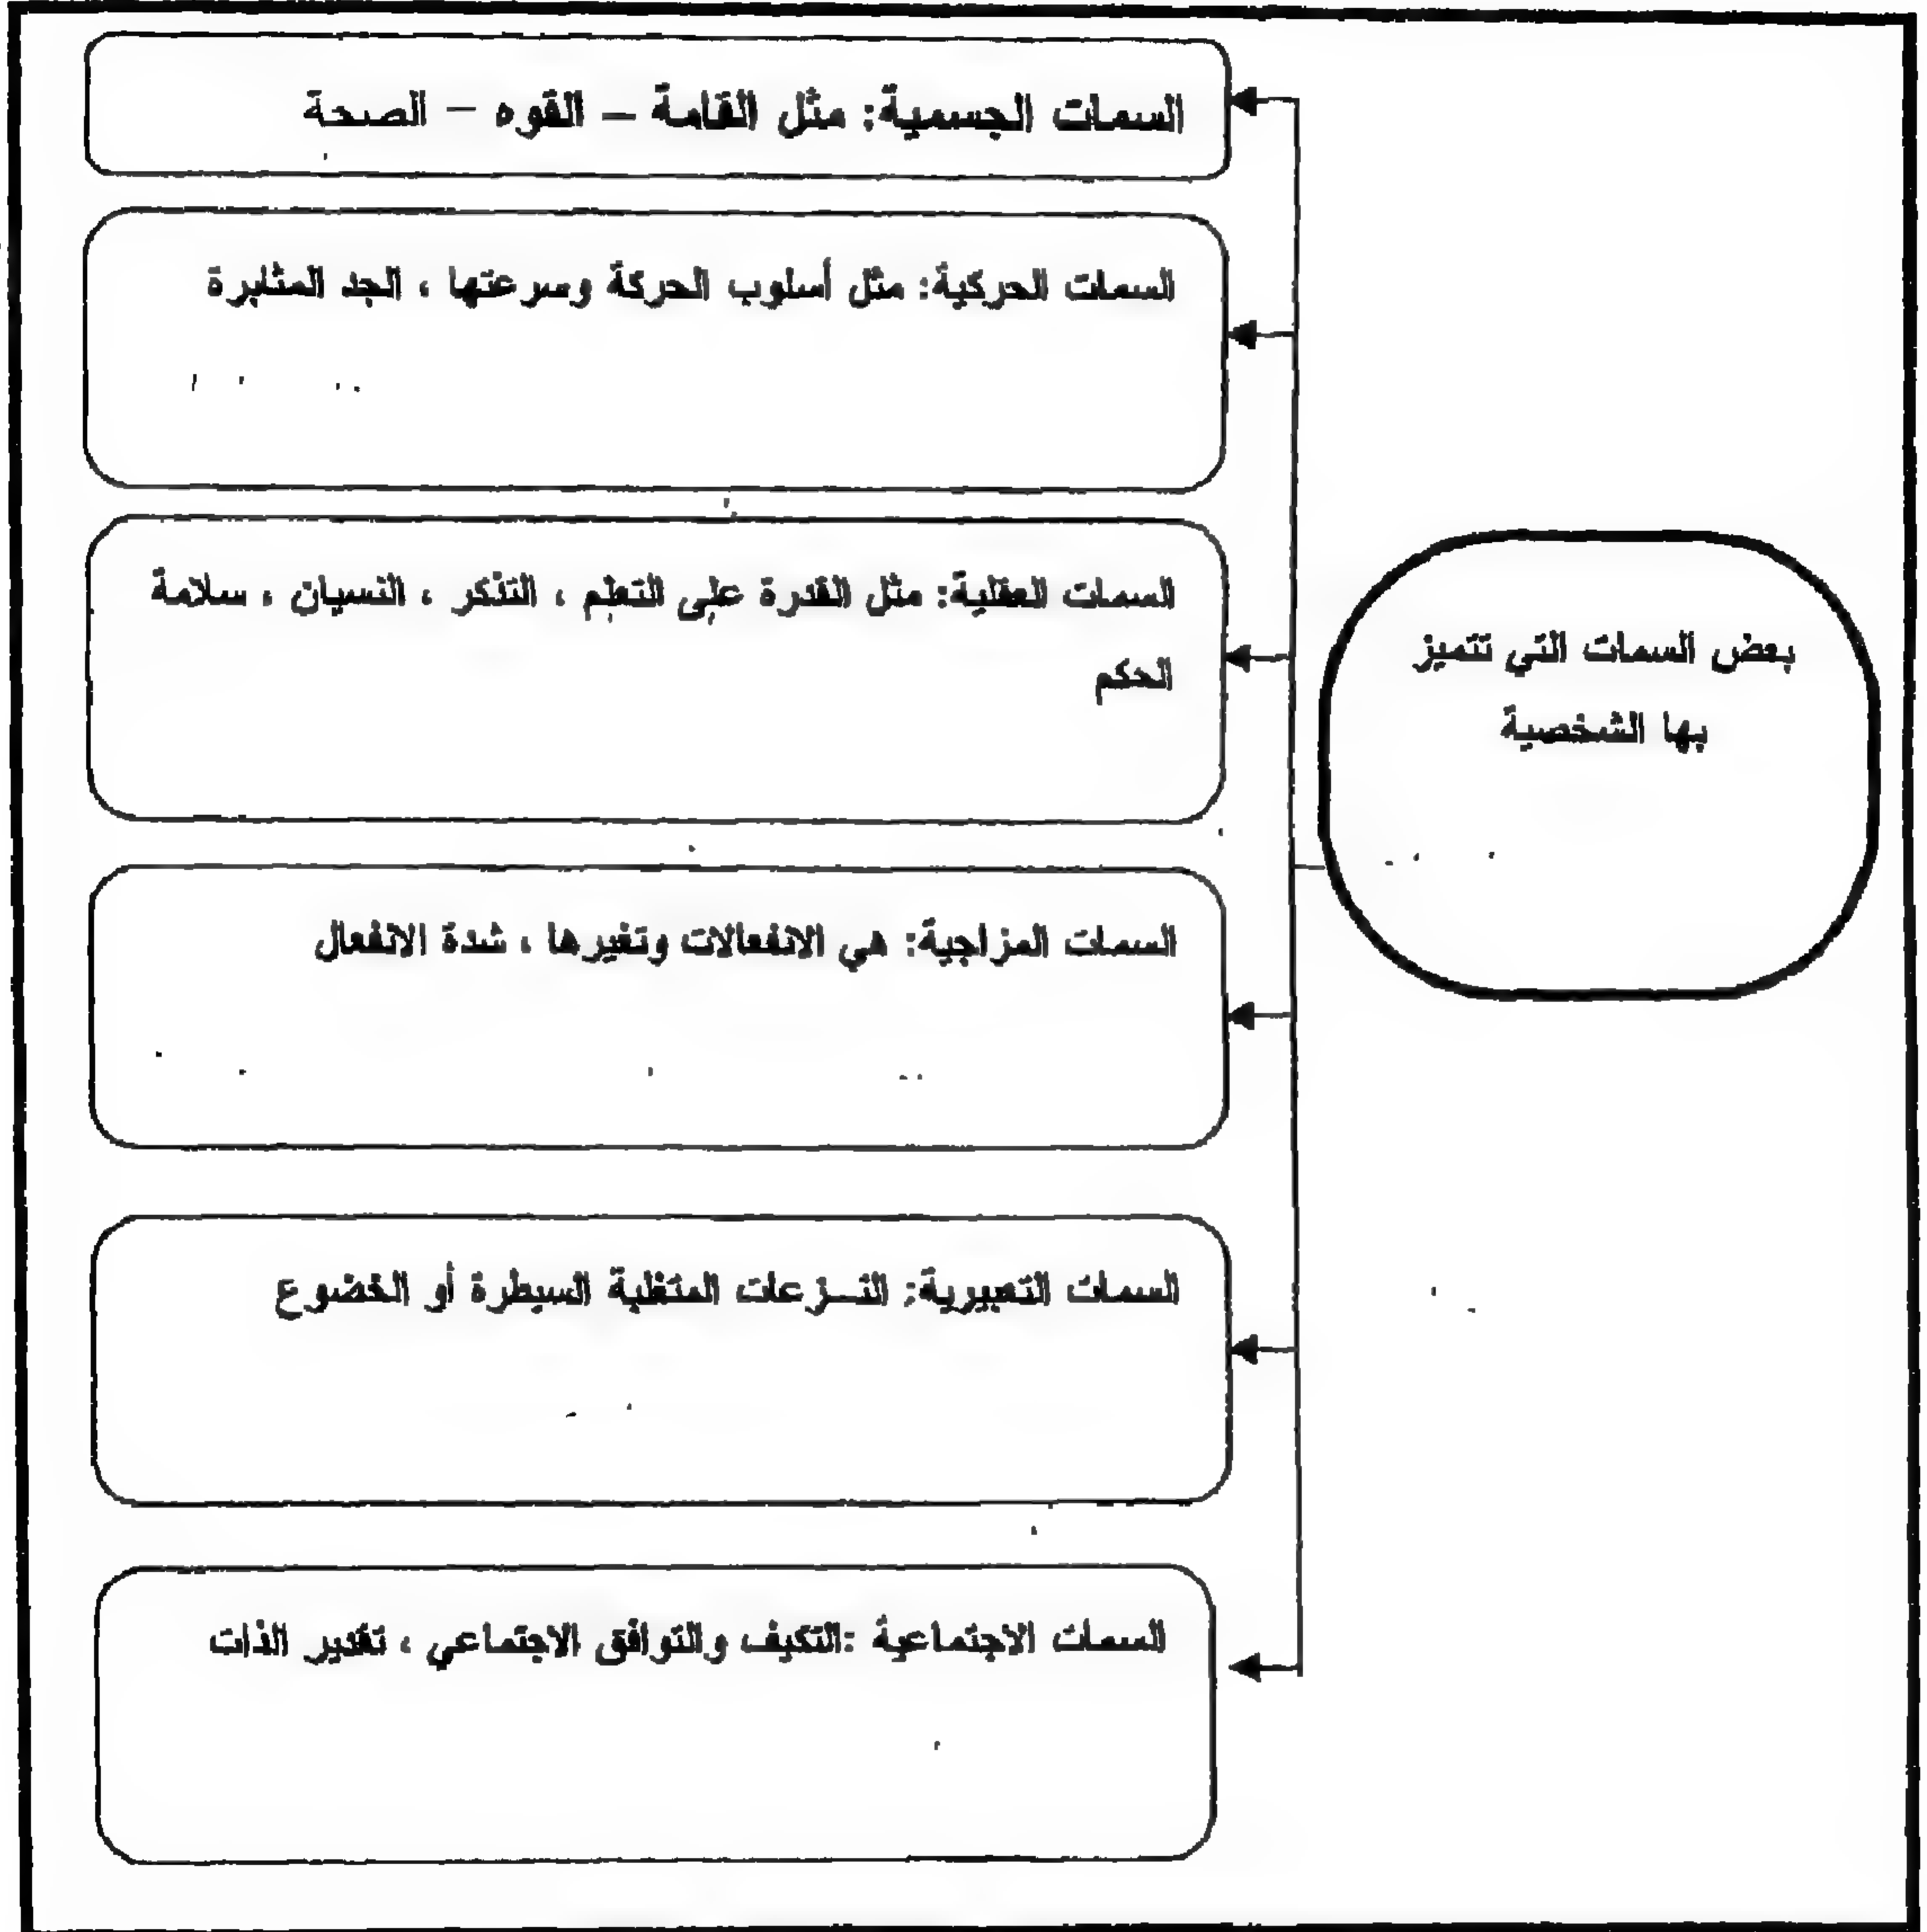 بعض السمات التي تتميز
بها الشخصية
السمات الجسمية: مثل القامة – القوه – الصحة
السمات الحركية: مثل أسلوب الحركة وسرعتها ، الجد المثابرة
السمات العقلية: مثل القدرة على التعلم ، التذكر ، النسيان ، سلامة
الحكم
السمات المزاجية: هي الانفعالات وتغيرها ، شدة الانفعال
السمات التعبيرية: النـزعات المتغلبة السيطرة أو الخضوع
السمات الاجتماعية :التكيف والتوافق الاجتماعي ، تقدير الذات